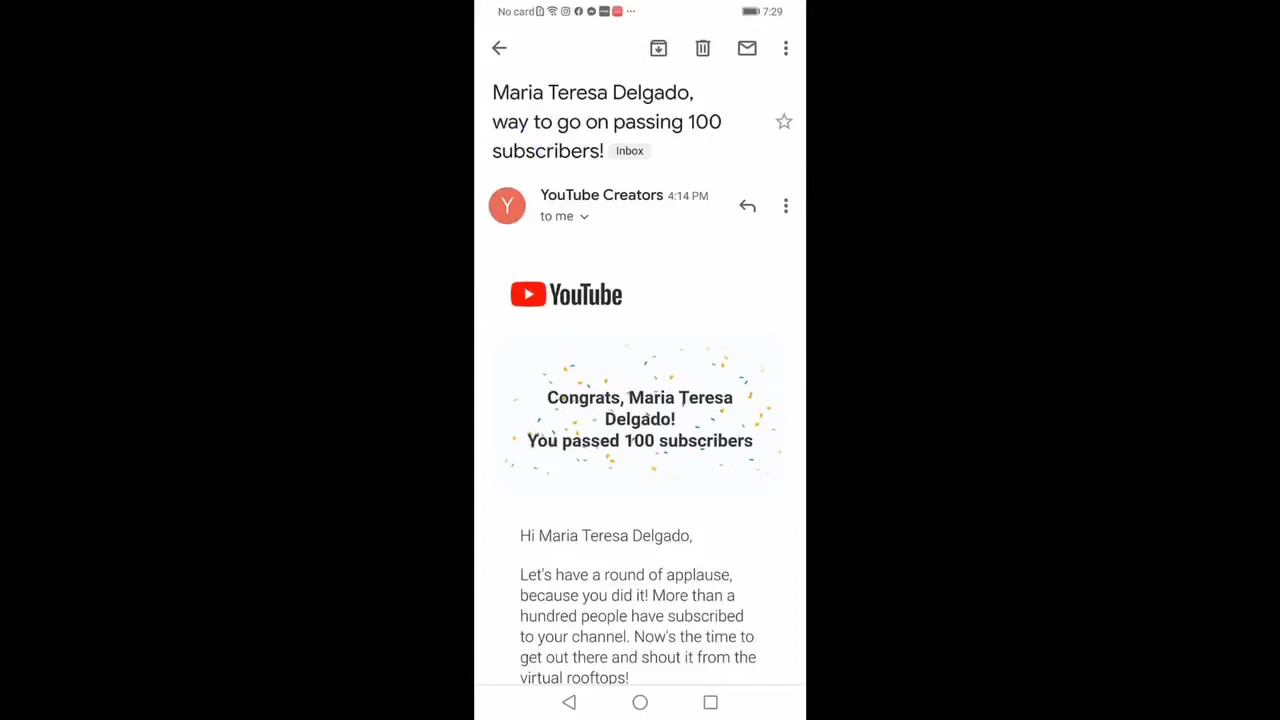 No card 7:29
Maria Teresa Delgado,
way to go on passing 100
subscribers! Inbox
Y
YouTube Creators 4:14 PM
to me
YouTube
Congrats, Maria Teresa
Delgado!
You passed 100 subscribers
Hi Maria Teresa Delgado,
Let's have a round of applause,
because you did it! More than a
hundred people have subscribed
to your channel. Now's the time to
get out there and shout it from the
virtual rooftops!